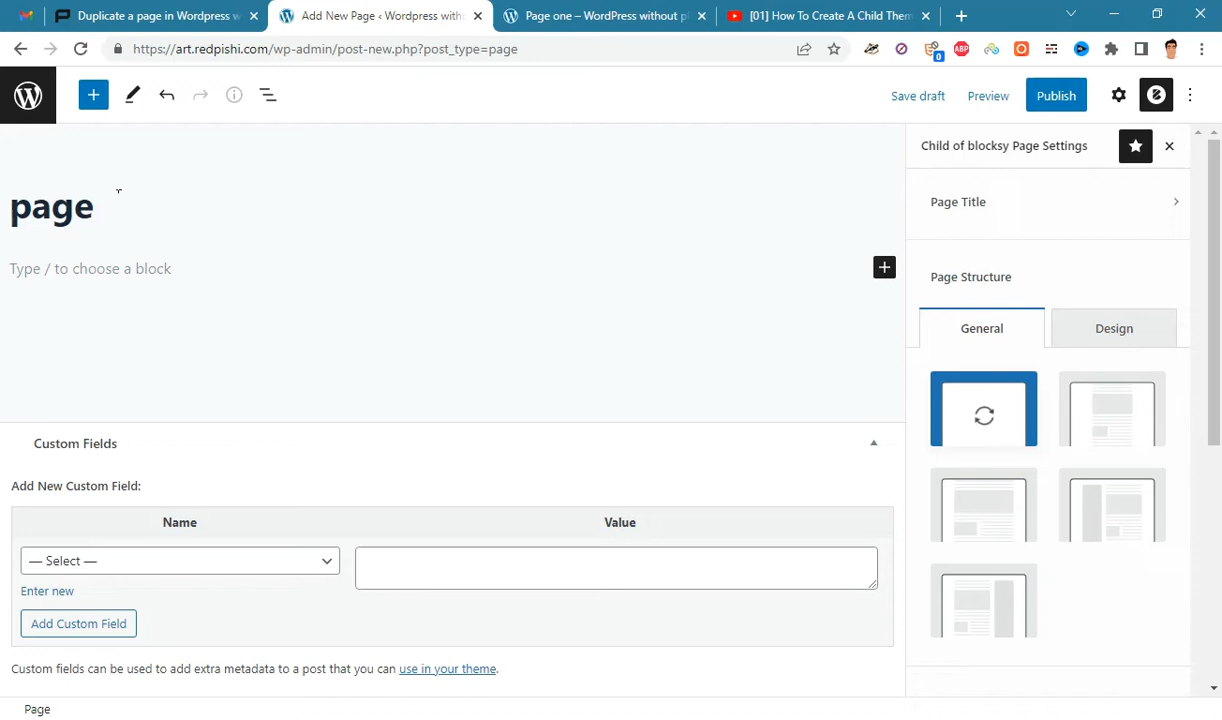 Duplicate a page in Wordpress w
Add New Page ‹ Wordpress with
Page one – WordPress without p
[01] How To Create A Child Them
https://art.redpishi.com/wp-admin/post-new.php?post_type=page
ABP
0
Save draft
Preview
Publish
page
Type / to choose a block
Child of blocksy Page Settings
Page Title
Page Structure
General
Design
Custom Fields
Add New Custom Field:
Name
Value
— Select —
Enter new
Add Custom Field
Custom fields can be used to add extra metadata to a post that you can use in your theme.
Page